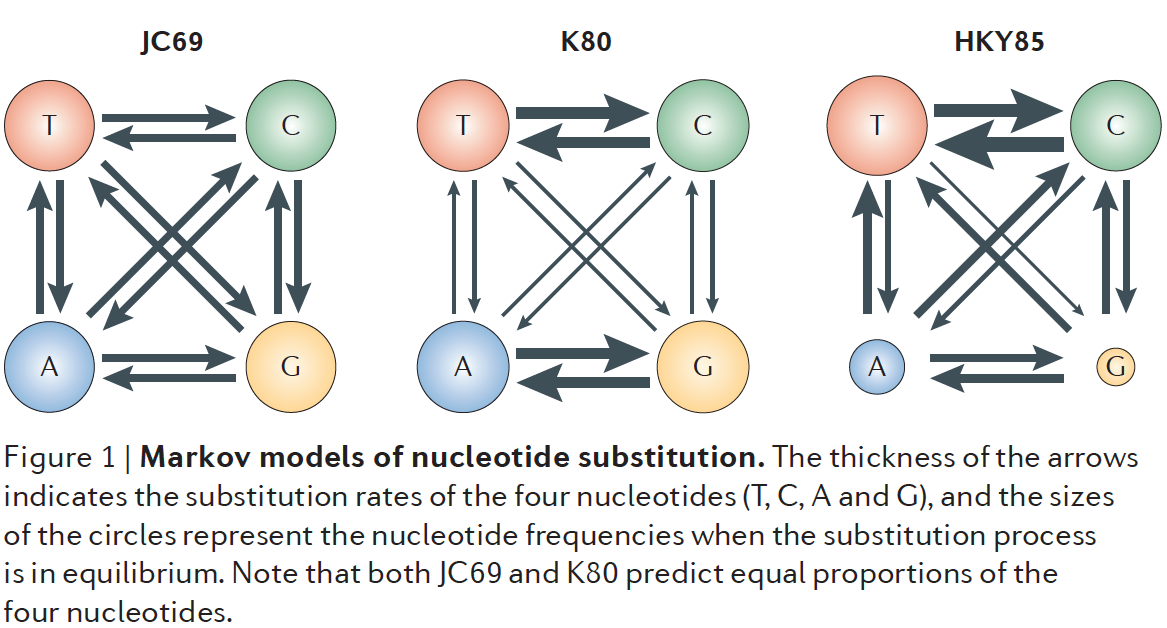 JC69 K80 HKY85
T C T C T C
A G A G A G
Figure 1 | Markov models of nucleotide substitution. The thickness of the arrows
indicates the substitution rates of the four nucleotides (T, C, A and G), and the sizes
of the circles represent the nucleotide frequencies when the substitution process
is in equilibrium. Note that both JC69 and K80 predict equal proportions of the
four nucleotides.